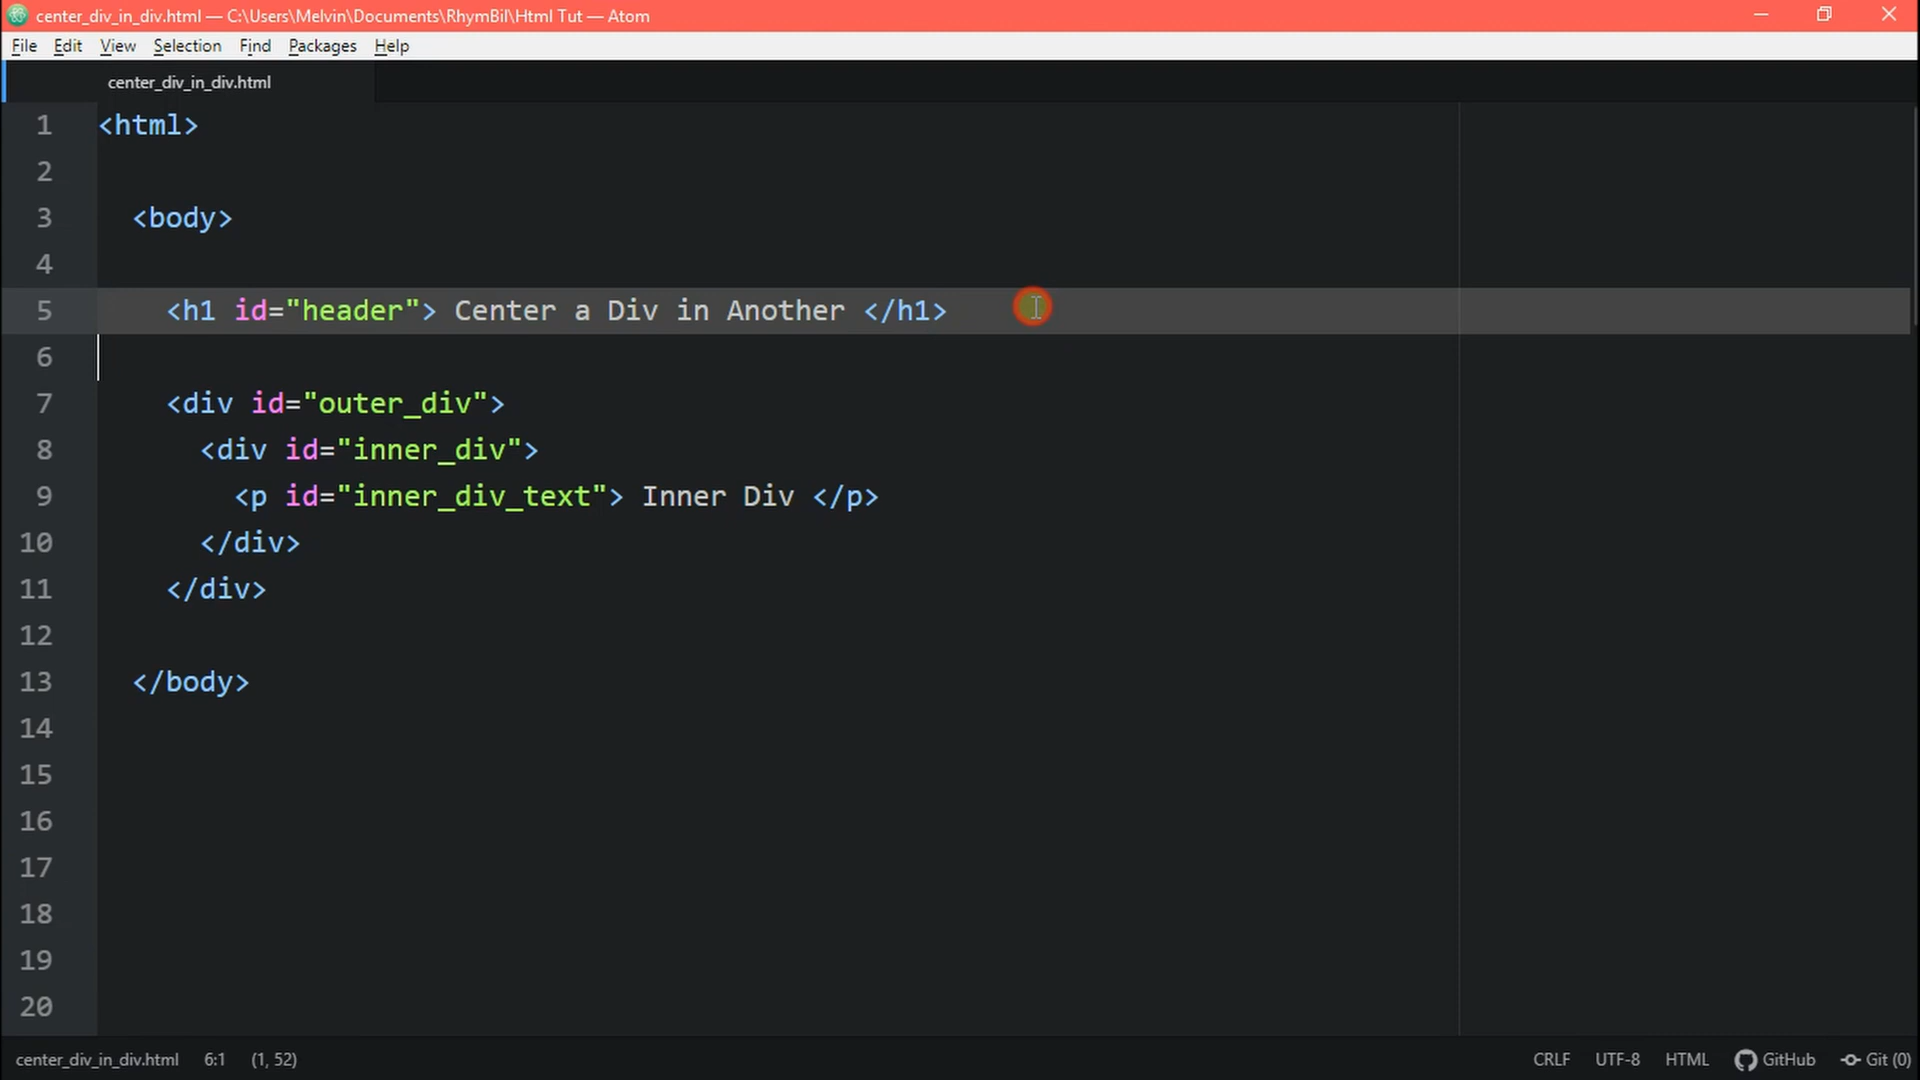 center_div_in_div.html — C:\Users\Melvin\Documents\RhymBil\Html Tut — Atom
File Edit View Selection Find Packages Help
center_div_in_div.html
1 <html>
2
3 <body>
4
5 <h1 id="header"> Center a Div in Another </h1>
6
7 <div id="outer_div">
8 <div id="inner_div">
9 <p id="inner_div_text"> Inner Div </p>
10 </div>
11 </div>
12
13 </body>
14
15
16
17
18
19
20
center_div_in_div.html 6:1 (1, 52) CRLF UTF-8 HTML GitHub Git (0)